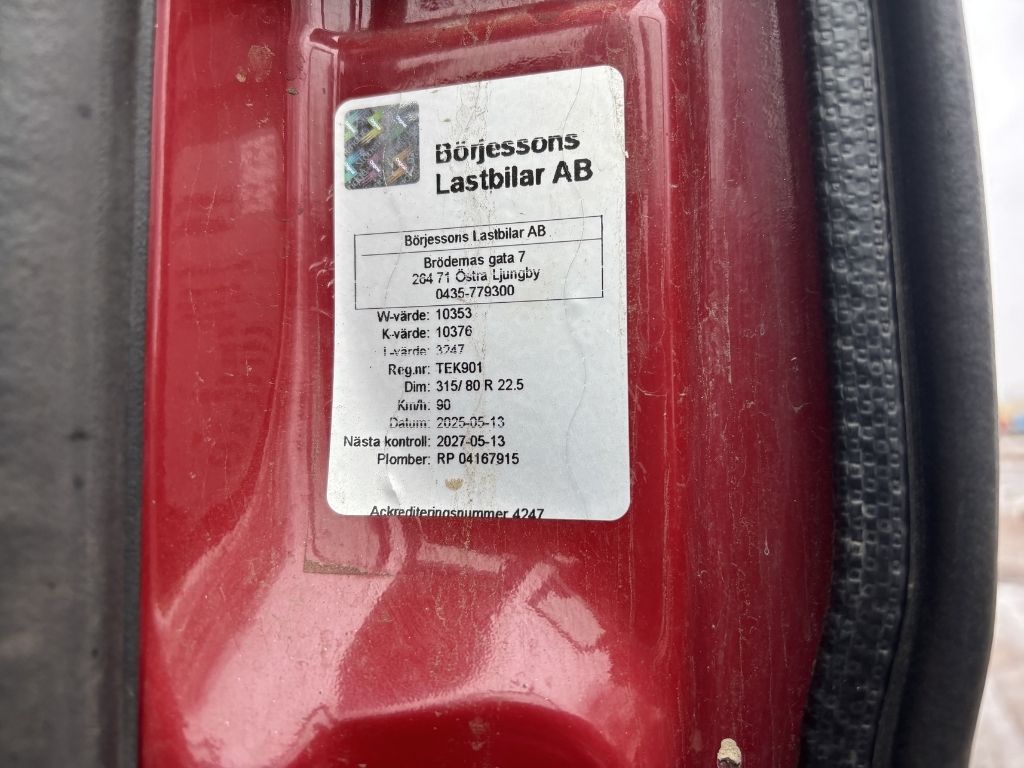 Börjessons
Lastbilar AB
Börjessons Lastbilar AB
Brödernas gata 7
264 71 Östra Ljungby
0435-779300
W-värde: 10353
K-värde: 10376
L-värde: 3247
Reg.nr: TEK901
Dim: 315/ 80 R 22.5
Km/h: 90
Datum: 2025-05-13
Nästa kontroll: 2027-05-13
Plomber: RP 04167915
Ackrediteringsnummer 4247